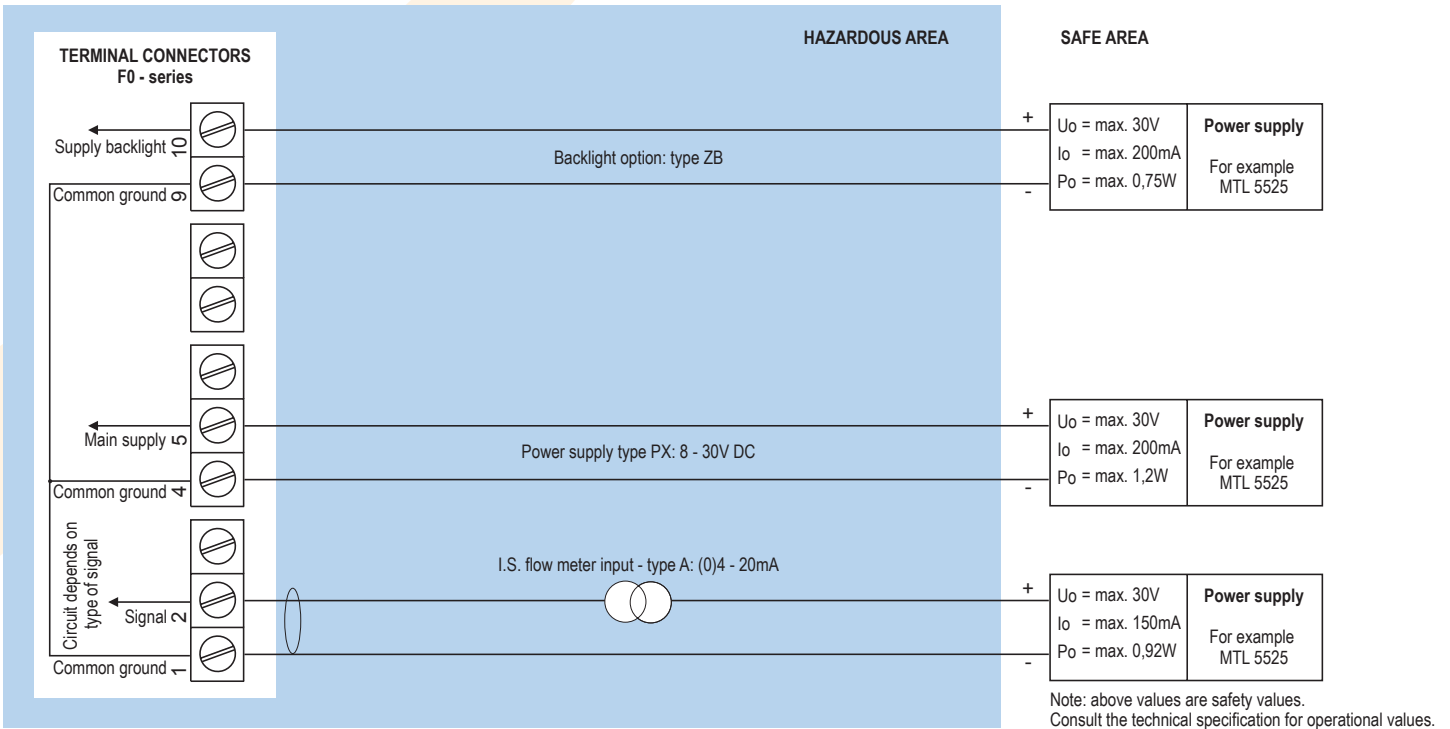 HAZARDOUS AREA
SAFE AREA
TERMINAL CONNECTORS
F0 - series
Supply backlight
10
Common ground
9
Backlight option: type ZB
+
-
Uo = max. 30V
Io = max. 200mA
Po = max. 0,75W
Power supply
For example
MTL 5525
Main supply
5
Common ground
4
Power supply type PX: 8 - 30V DC
+
-
Uo = max. 30V
Io = max. 200mA
Po = max. 1,2W
Power supply
For example
MTL 5525
Circuit depends on
type of signal
Signal
2
Common ground
1
I.S. flow meter input - type A: (0)4 - 20mA
+
-
Uo = max. 30V
Io = max. 150mA
Po = max. 0,92W
Power supply
For example
MTL 5525
Note: above values are safety values.
Consult the technical specification for operational values.